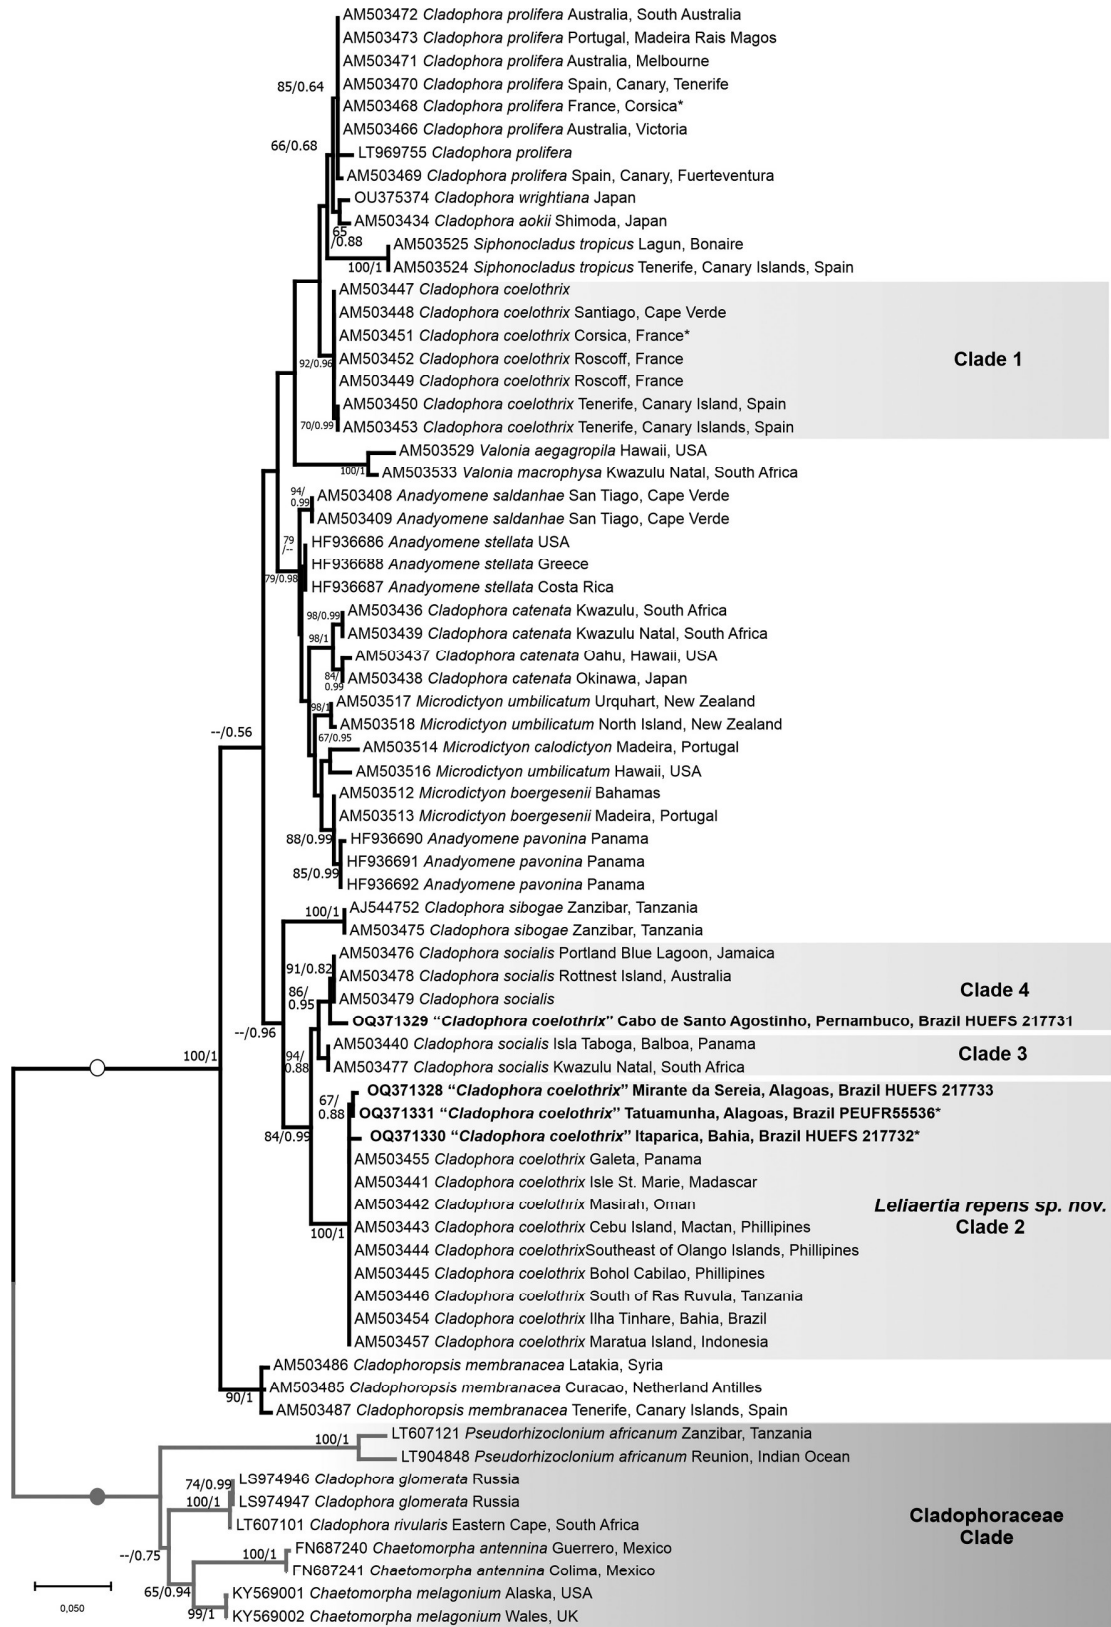 AM503472 Cladophora prolifera Australia, South Australia
AM503473 Cladophora prolifera Portugal, Madeira Rais Magos
AM503471 Cladophora prolifera Australia, Melbourne
85/0.64
AM503470 Cladophora prolifera Spain, Canary, Tenerife
AM503468 Cladophora prolifera France, Corsica*
AM503466 Cladophora prolifera Australia, Victoria
66/0.68
LT969755 Cladophora prolifera
AM503469 Cladophora prolifera Spain, Canary, Fuerteventura
OU375374 Cladophora wrightiana Japan
AM503434 Cladophora aokii Shimoda, Japan
65
/0.88
AM503525 Siphonocladus tropicus Lagun, Bonaire
100/1
AM503524 Siphonocladus tropicus Tenerife, Canary Islands, Spain
AM503447 Cladophora coelothrix
AM503448 Cladophora coelothrix Santiago, Cape Verde
AM503451 Cladophora coelothrix Corsica, France*
92/0.96
AM503452 Cladophora coelothrix Roscoff, France
Clade 1
AM503449 Cladophora coelothrix Roscoff, France
AM503450 Cladophora coelothrix Tenerife, Canary Island, Spain
70/0.99
AM503453 Cladophora coelothrix Tenerife, Canary Islands, Spain
AM503529 Valonia aegagropila Hawaii, USA
100/1
AM503533 Valonia macrophysa Kwazulu Natal, South Africa
94/
0.99
AM503408 Anadyomene saldanhae San Tiago, Cape Verde
AM503409 Anadyomene saldanhae San Tiago, Cape Verde
79
/--
HF936686 Anadyomene stellata USA
HF936688 Anadyomene stellata Greece
79/0.98
HF936687 Anadyomene stellata Costa Rica
98/0.99
AM503436 Cladophora catenata Kwazulu, South Africa
98/1
AM503439 Cladophora catenata Kwazulu Natal, South Africa
AM503437 Cladophora catenata Oahu, Hawaii, USA
84/
0.99
AM503438 Cladophora catenata Okinawa, Japan
98/1
AM503517 Microdictyon umbilicatum Urquhart, New Zealand
AM503518 Microdictyon umbilicatum North Island, New Zealand
--/0.56
67/0.95
AM503514 Microdictyon calodictyon Madeira, Portugal
AM503516 Microdictyon umbilicatum Hawaii, USA
AM503512 Microdictyon boergesenii Bahamas
AM503513 Microdictyon boergesenii Madeira, Portugal
88/0.99
HF936690 Anadyomene pavonina Panama
HF936691 Anadyomene pavonina Panama
85/0.99
HF936692 Anadyomene pavonina Panama
100/1
AJ544752 Cladophora sibogae Zanzibar, Tanzania
AM503475 Cladophora sibogae Zanzibar, Tanzania
AM503476 Cladophora socialis Portland Blue Lagoon, Jamaica
91/0.82
AM503478 Cladophora socialis Rottnest Island, Australia
86/
0.95
AM503479 Cladophora socialis
Clade 4
OQ371329 “Cladophora coelothrix” Cabo de Santo Agostinho, Pernambuco, Brazil HUEFS 217731
--/0.96
AM503440 Cladophora socialis Isla Taboga, Balboa, Panama
Clade 3
100/1
94/
0.88
AM503477 Cladophora socialis Kwazulu Natal, South Africa
OQ371328 “Cladophora coelothrix” Mirante da Sereia, Alagoas, Brazil HUEFS 217733
67/
0.88
OQ371331 “Cladophora coelothrix” Tatuamunha, Alagoas, Brazil PEUFR55536*
84/0.99
OQ371330 “Cladophora coelothrix” Itaparica, Bahia, Brazil HUEFS 217732*
AM503455 Cladophora coelothrix Galeta, Panama
AM503441 Cladophora coelothrix Isle St. Marie, Madascar
AM503442 Cladophora coelothrix Masirah, Oman
Leliaertia repens sp. nov.
Clade 2
100/1
AM503443 Cladophora coelothrix Cebu Island, Mactan, Phillipines
AM503444 Cladophora coelothrixSoutheast of Olango Islands, Phillipines
AM503445 Cladophora coelothrix Bohol Cabilao, Phillipines
AM503446 Cladophora coelothrix South of Ras Ruvula, Tanzania
AM503454 Cladophora coelothrix Ilha Tinhare, Bahia, Brazil
AM503457 Cladophora coelothrix Maratua Island, Indonesia
AM503486 Cladophoropsis membranacea Latakia, Syria
90/1
AM503485 Cladophoropsis membranacea Curacao, Netherland Antilles
AM503487 Cladophoropsis membranacea Tenerife, Canary Islands, Spain
100/1
LT607121 Pseudorhizoclonium africanum Zanzibar, Tanzania
LT904848 Pseudorhizoclonium africanum Reunion, Indian Ocean
74/0.99
LS974946 Cladophora glomerata Russia
100/1
LS974947 Cladophora glomerata Russia
Cladophoraceae
Clade
LT607101 Cladophora rivularis Eastern Cape, South Africa
--/0.75
100/1
FN687240 Chaetomorpha antennina Guerrero, Mexico
FN687241 Chaetomorpha antennina Colima, Mexico
65/0.94
KY569001 Chaetomorpha melagonium Alaska, USA
99/1
KY569002 Chaetomorpha melagonium Wales, UK
0,050